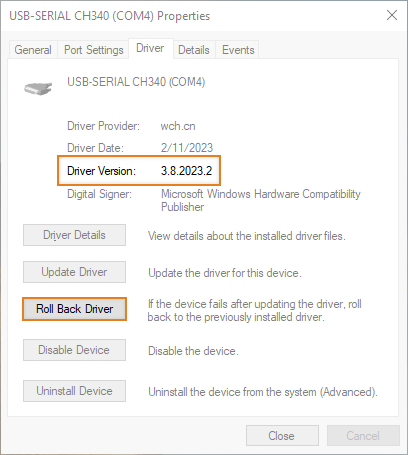 USB-SERIAL CH340 (COM4) Properties
General Port Settings Driver Details Events
USB-SERIAL CH340 (COM4)
Driver Provider: wch.cn
Driver Date: 2/11/2023
Driver Version: 3.8.2023.2
Digital Signer: Microsoft Windows Hardware Compatibility
Publisher
Driver Details View details about the installed driver files.
Update Driver Update the driver for this device.
Roll Back Driver If the device fails after updating the driver, roll
back to the previously installed driver.
Disable Device Disable the device.
Uninstall Device Uninstall the device from the system (Advanced).
Close Cancel